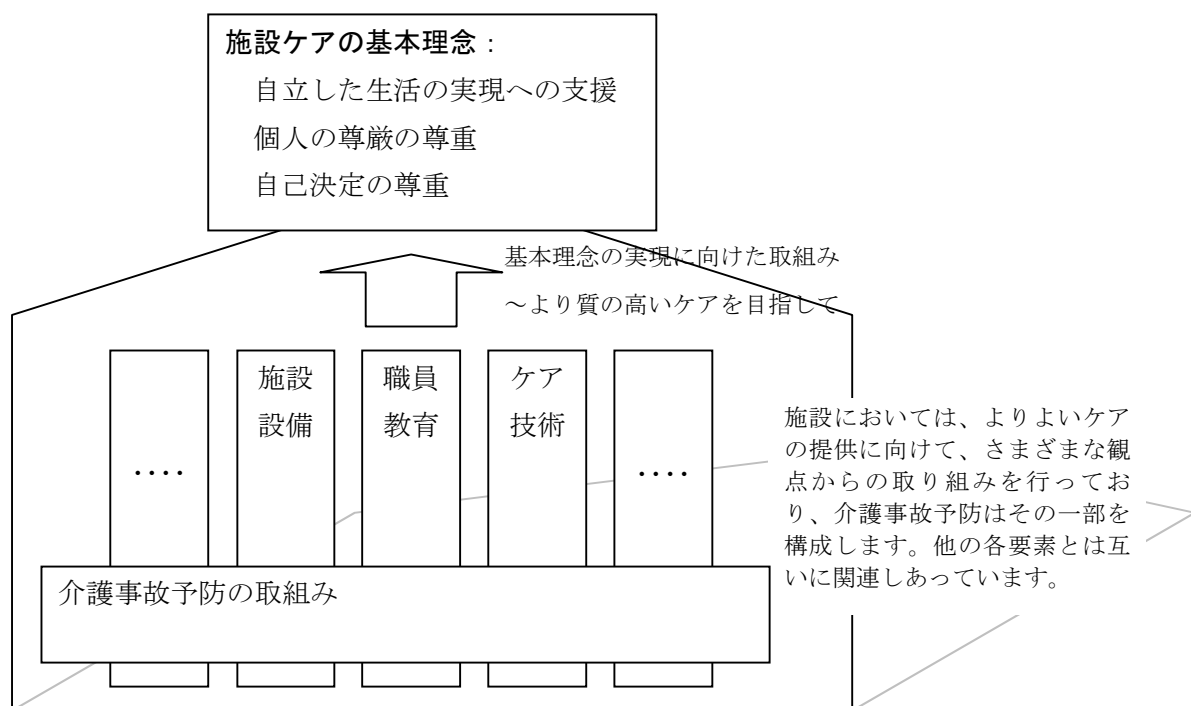 施設ケアの基本理念：
自立した生活の実現への支援
個人の尊厳の尊重
自己決定の尊重
基本理念の実現に向けた取組み
～より質の高いケアを目指して
‥‥
施設
設備
職員
教育
ケア
技術
‥‥
施設においては、よりよいケア
の提供に向けて、さまざまな観
点からの取り組みを行ってお
り、介護事故予防はその一部を
構成します。他の各要素とは互
いに関連しあっています。
介護事故予防の取組み